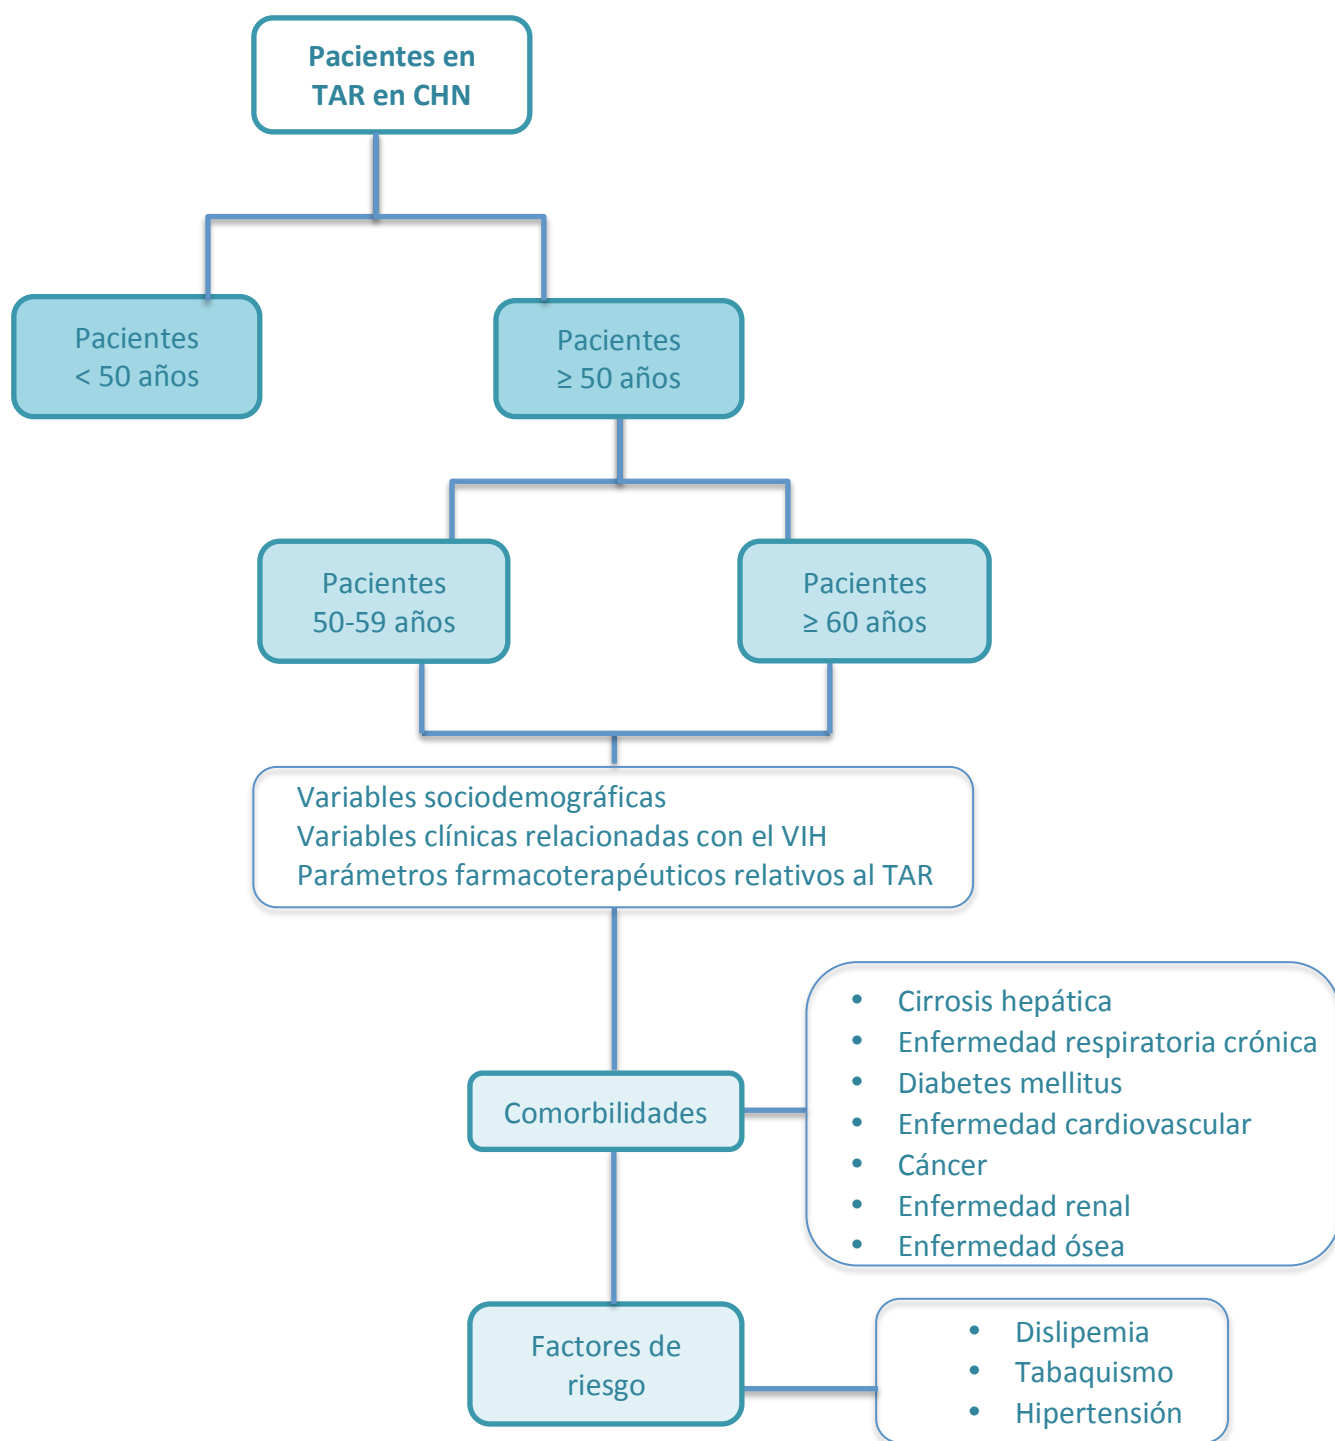 Pacientes en
TAR en CHN
Pacientes
< 50 años
Pacientes
≥ 50 años
Pacientes
50-59 años
Pacientes
≥ 60 años
Variables sociodemográficas
Variables clínicas relacionadas con el VIH
Parámetros farmacoterapéuticos relativos al TAR
Comorbilidades
• Cirrosis hepática
• Enfermedad respiratoria crónica
• Diabetes mellitus
• Enfermedad cardiovascular
• Cáncer
• Enfermedad renal
• Enfermedad ósea
Factores de
riesgo
• Dislipemia
• Tabaquismo
• Hipertensión